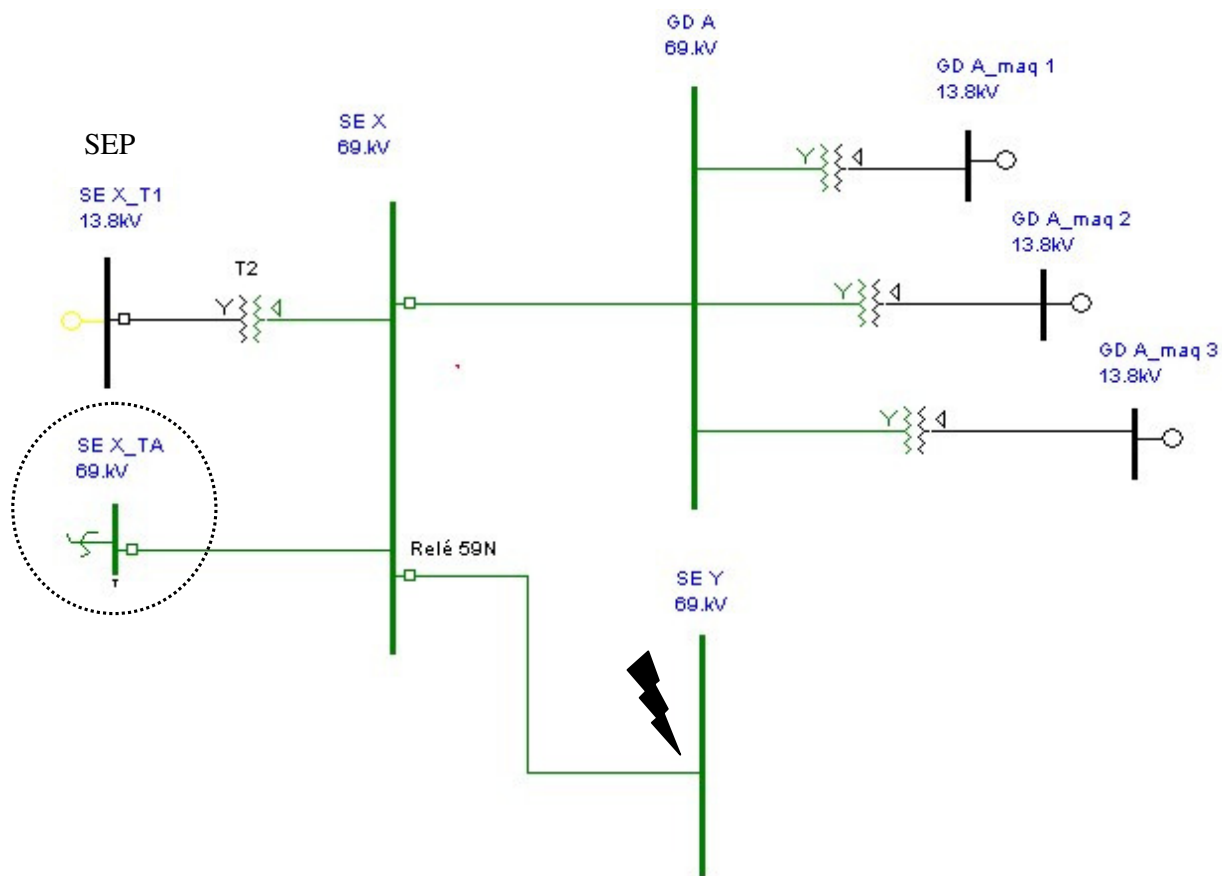 GD A
69.kV
GD A_maq 1
13.8kV
SEP
SE X
69.kV
SE X_T1
13.8kV
GD A_maq 2
13.8kV
T2
Y
Y
Y
GD A_maq 3
13.8kV
Y
SE X_TA
69.kV
Relé 59N
T
SE Y
69.kV